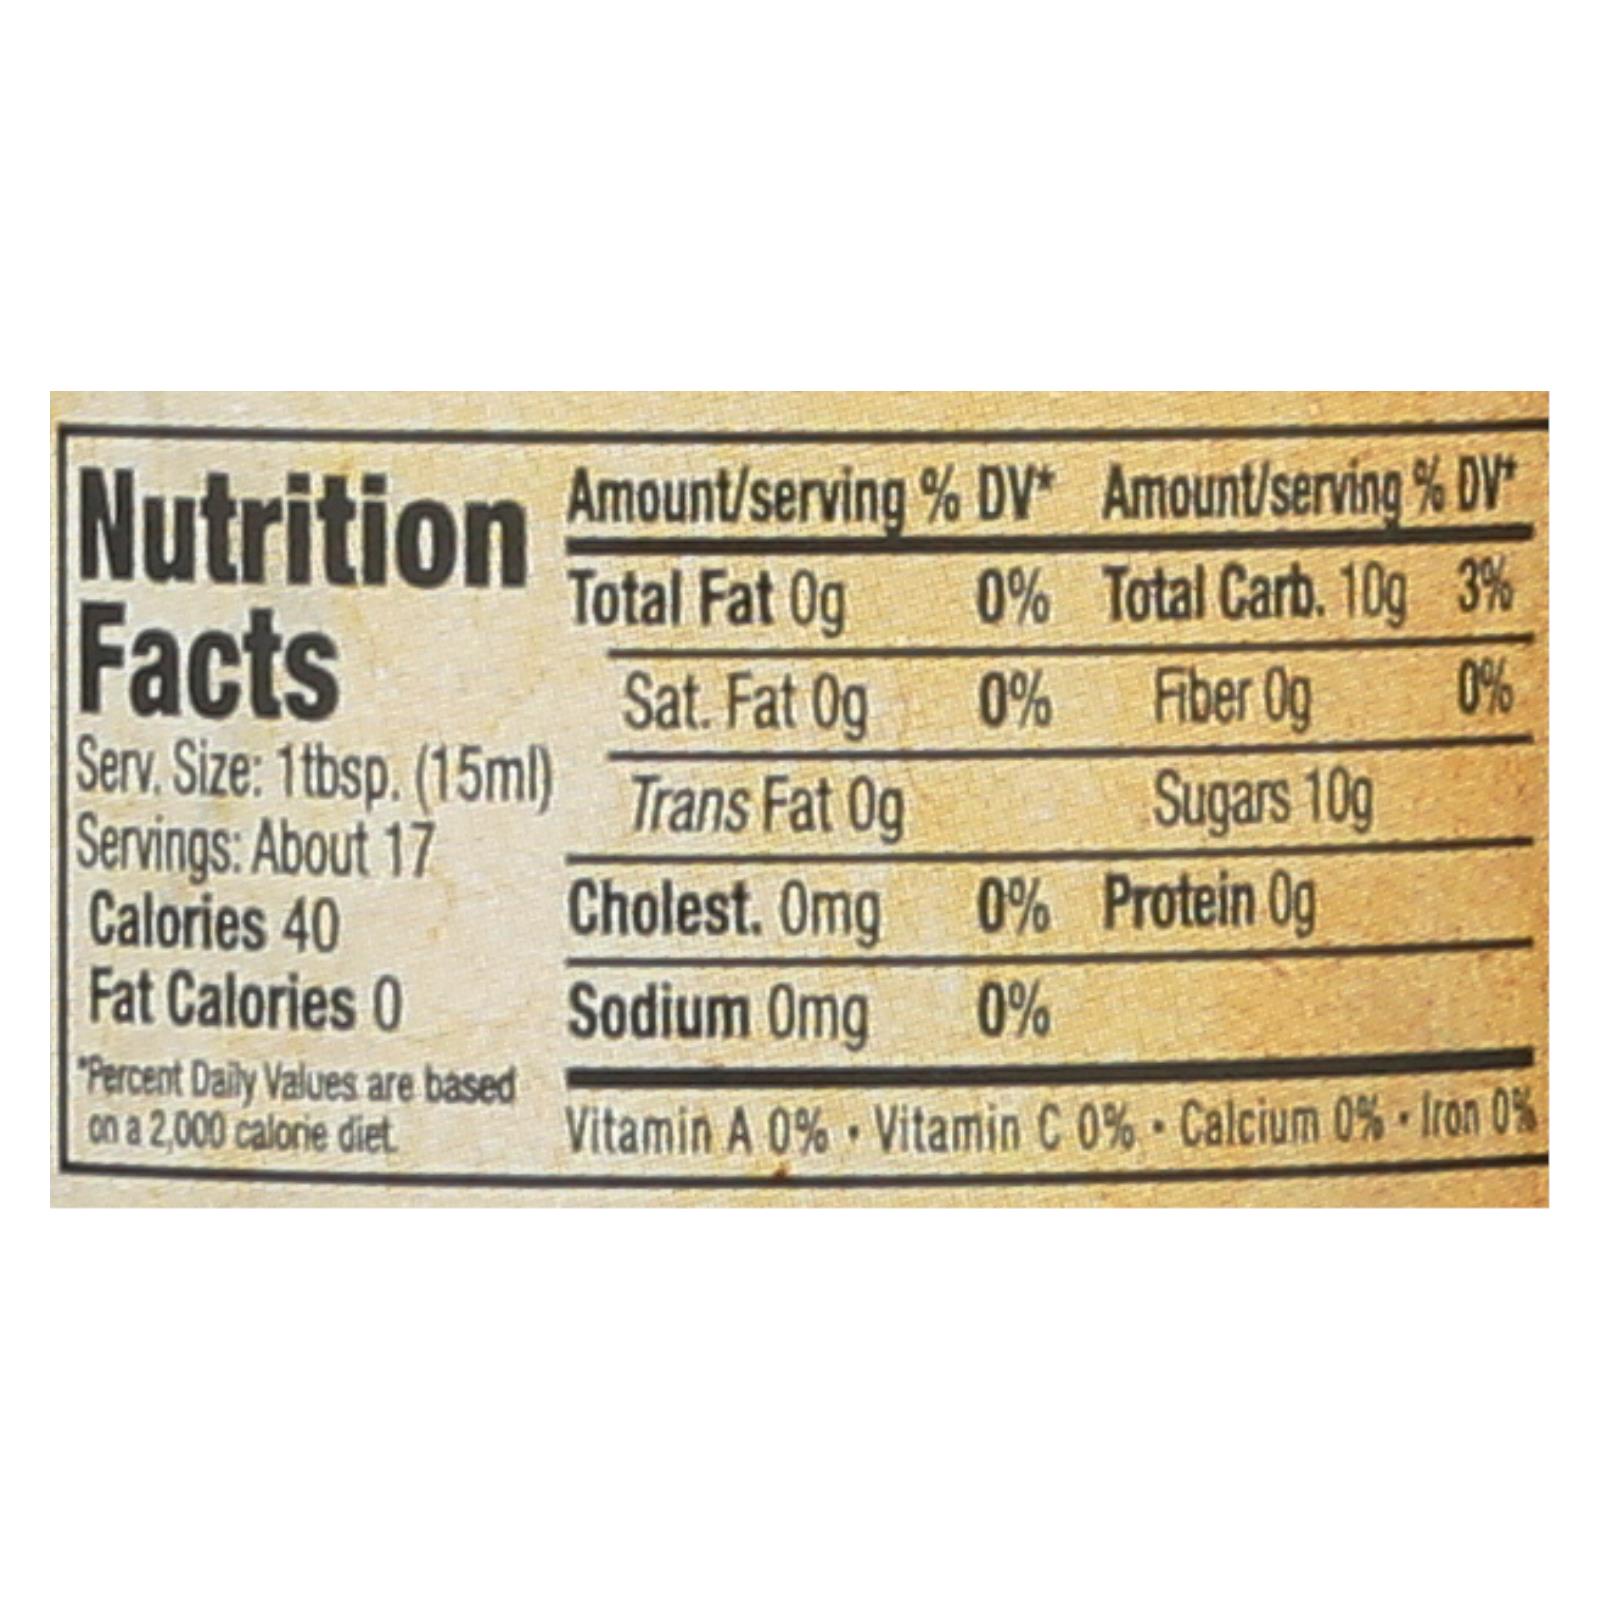 Nutrition
Facts
Serv. Size: 1tbsp. (15ml)
Servings: About 17
Calories 40
Fat Calories 0
*Percent Daily Values are based
on a 2,000 calorie diet.
Amount/serving % DV*
Total Fat 0g 0%
Sat. Fat 0g 0%
Trans Fat 0g
Cholest. 0mg 0%
Sodium 0mg 0%
Amount/serving % DV*
Total Carb. 10g 3%
Fiber 0g 0%
Sugars 10g
Protein 0g
Vitamin A 0% • Vitamin C 0% • Calcium 0% • Iron 0%